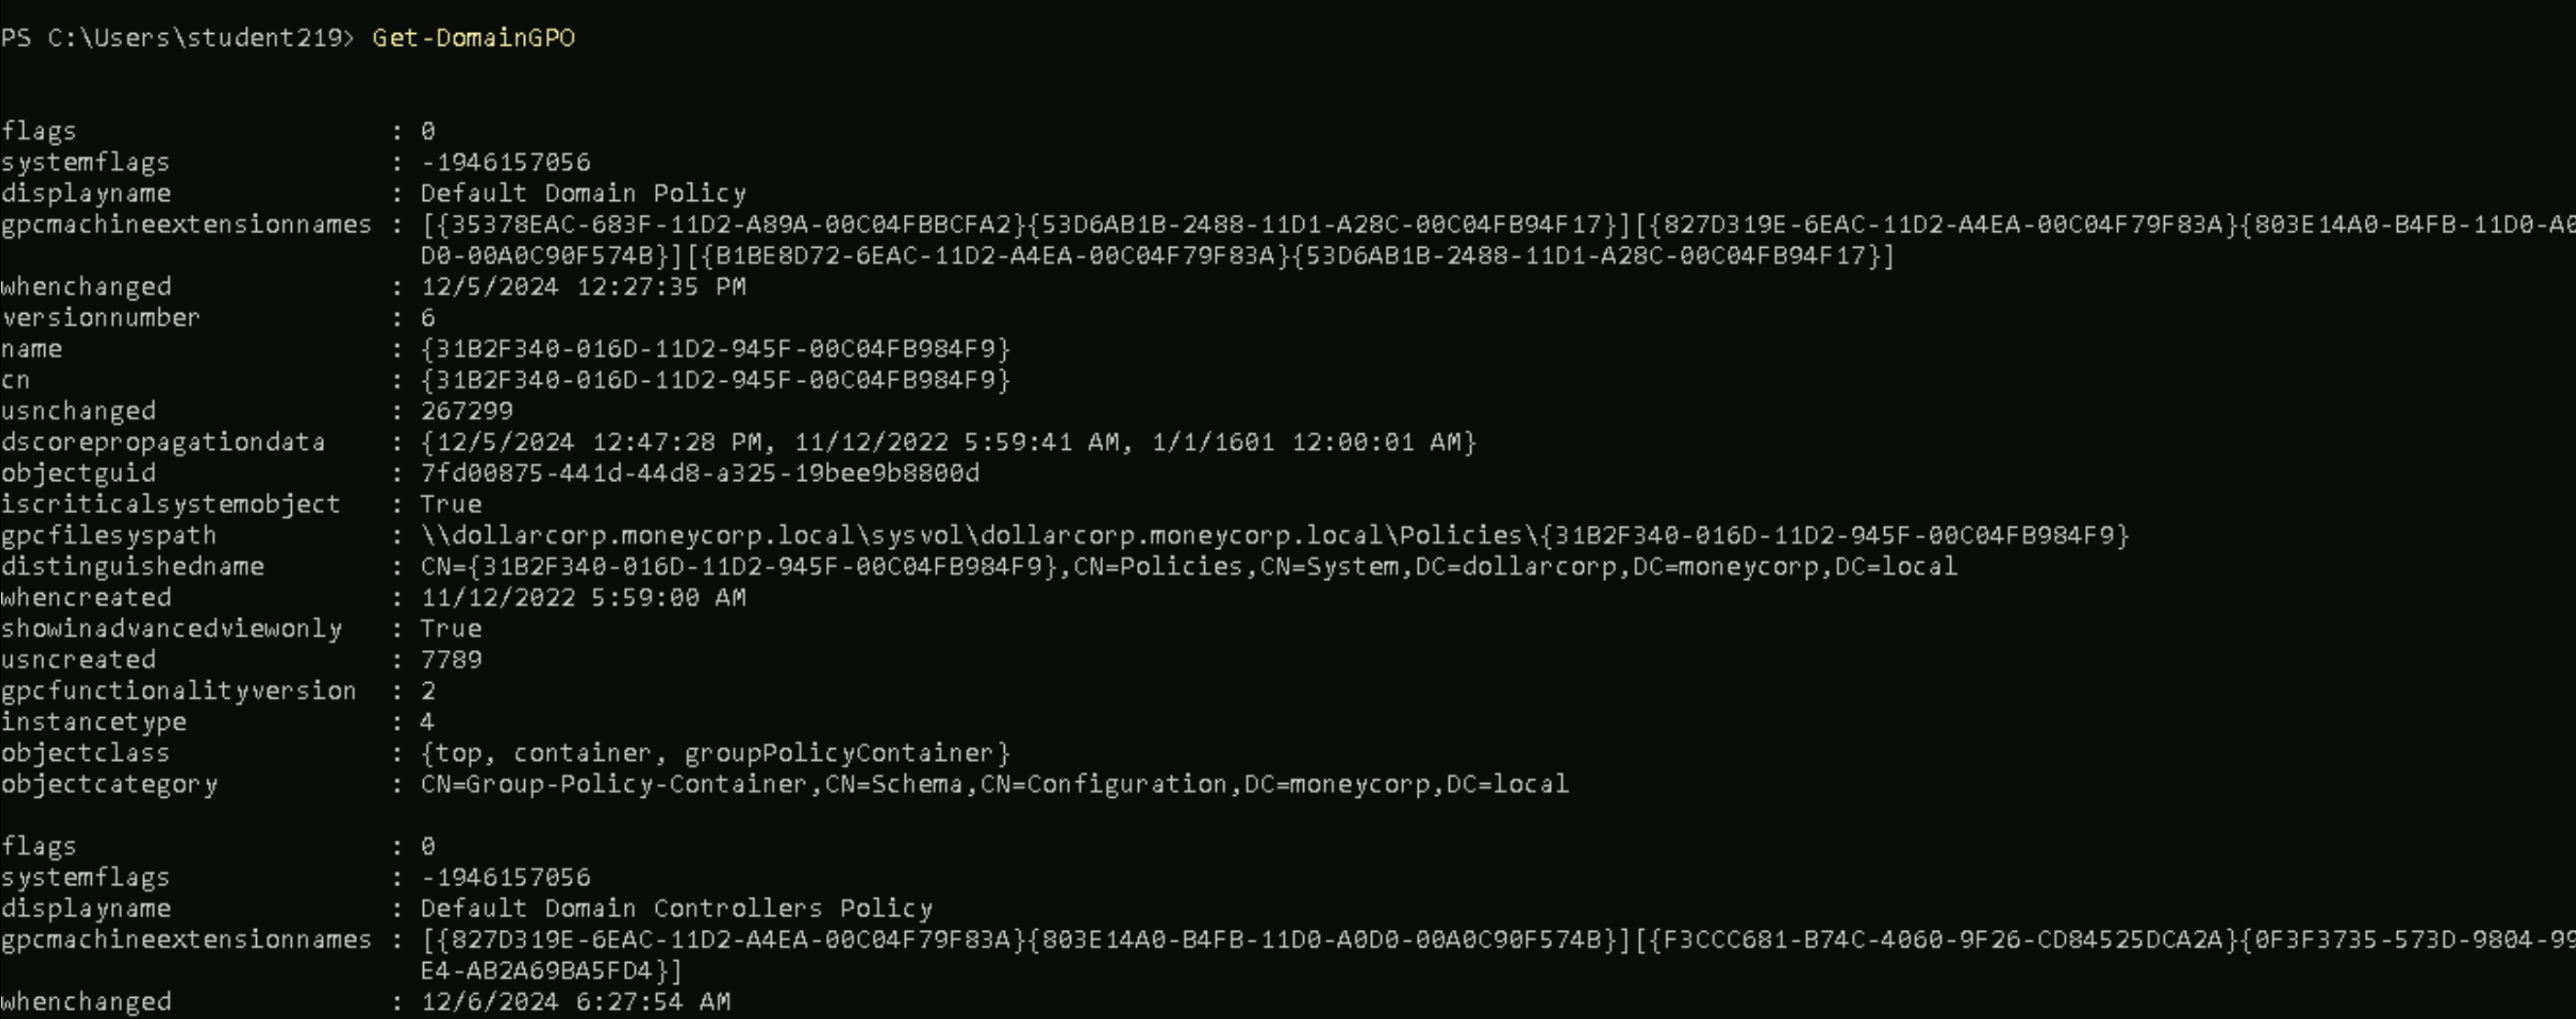 PS C:\Users\student219> Get-DomainGPO
flags                    : 0
systemflags              : -1946157056
displayname              : Default Domain Policy
gpcmachineextensionnames : [{35378EAC-683F-11D2-A89A-00C04FBBCFA2}{53D6AB1B-2488-11D1-A28C-00C04FB94F17}][{827D319E-6EAC-11D2-A4EA-00C04F79F83A}{803E14A0-B4FB-11D0-A0
                           D0-00A0C90F574B}][{B1BE8D72-6EAC-11D2-A4EA-00C04F79F83A}{53D6AB1B-2488-11D1-A28C-00C04FB94F17}]
whenchanged              : 12/5/2024 12:27:35 PM
versionnumber            : 6
name                     : {31B2F340-016D-11D2-945F-00C04FB984F9}
cn                       : {31B2F340-016D-11D2-945F-00C04FB984F9}
usnchanged               : 267299
dscorepropagationdata    : {12/5/2024 12:47:28 PM, 11/12/2022 5:59:41 AM, 1/1/1601 12:00:01 AM}
objectguid               : 7fd00875-441d-44d8-a325-19bee9b8800d
iscriticalsystemobject   : True
gpcfilesyspath           : \\dollarcorp.moneycorp.local\sysvol\dollarcorp.moneycorp.local\Policies\{31B2F340-016D-11D2-945F-00C04FB984F9}
distinguishedname        : CN={31B2F340-016D-11D2-945F-00C04FB984F9},CN=Policies,CN=System,DC=dollarcorp,DC=moneycorp,DC=local
whencreated              : 11/12/2022 5:59:00 AM
showinadvancedviewonly   : True
usncreated               : 7789
gpcfunctionalityversion  : 2
instancetype             : 4
objectclass              : {top, container, groupPolicyContainer}
objectcategory           : CN=Group-Policy-Container,CN=Schema,CN=Configuration,DC=moneycorp,DC=local
flags                    : 0
systemflags              : -1946157056
displayname              : Default Domain Controllers Policy
gpcmachineextensionnames : [{827D319E-6EAC-11D2-A4EA-00C04F79F83A}{803E14A0-B4FB-11D0-A0D0-00A0C90F574B}][{F3CCC681-B74C-4060-9F26-CD84525DCA2A}{0F3F3735-573D-9804-99
                           E4-AB2A69BA5FD4}]
whenchanged              : 12/6/2024 6:27:54 AM